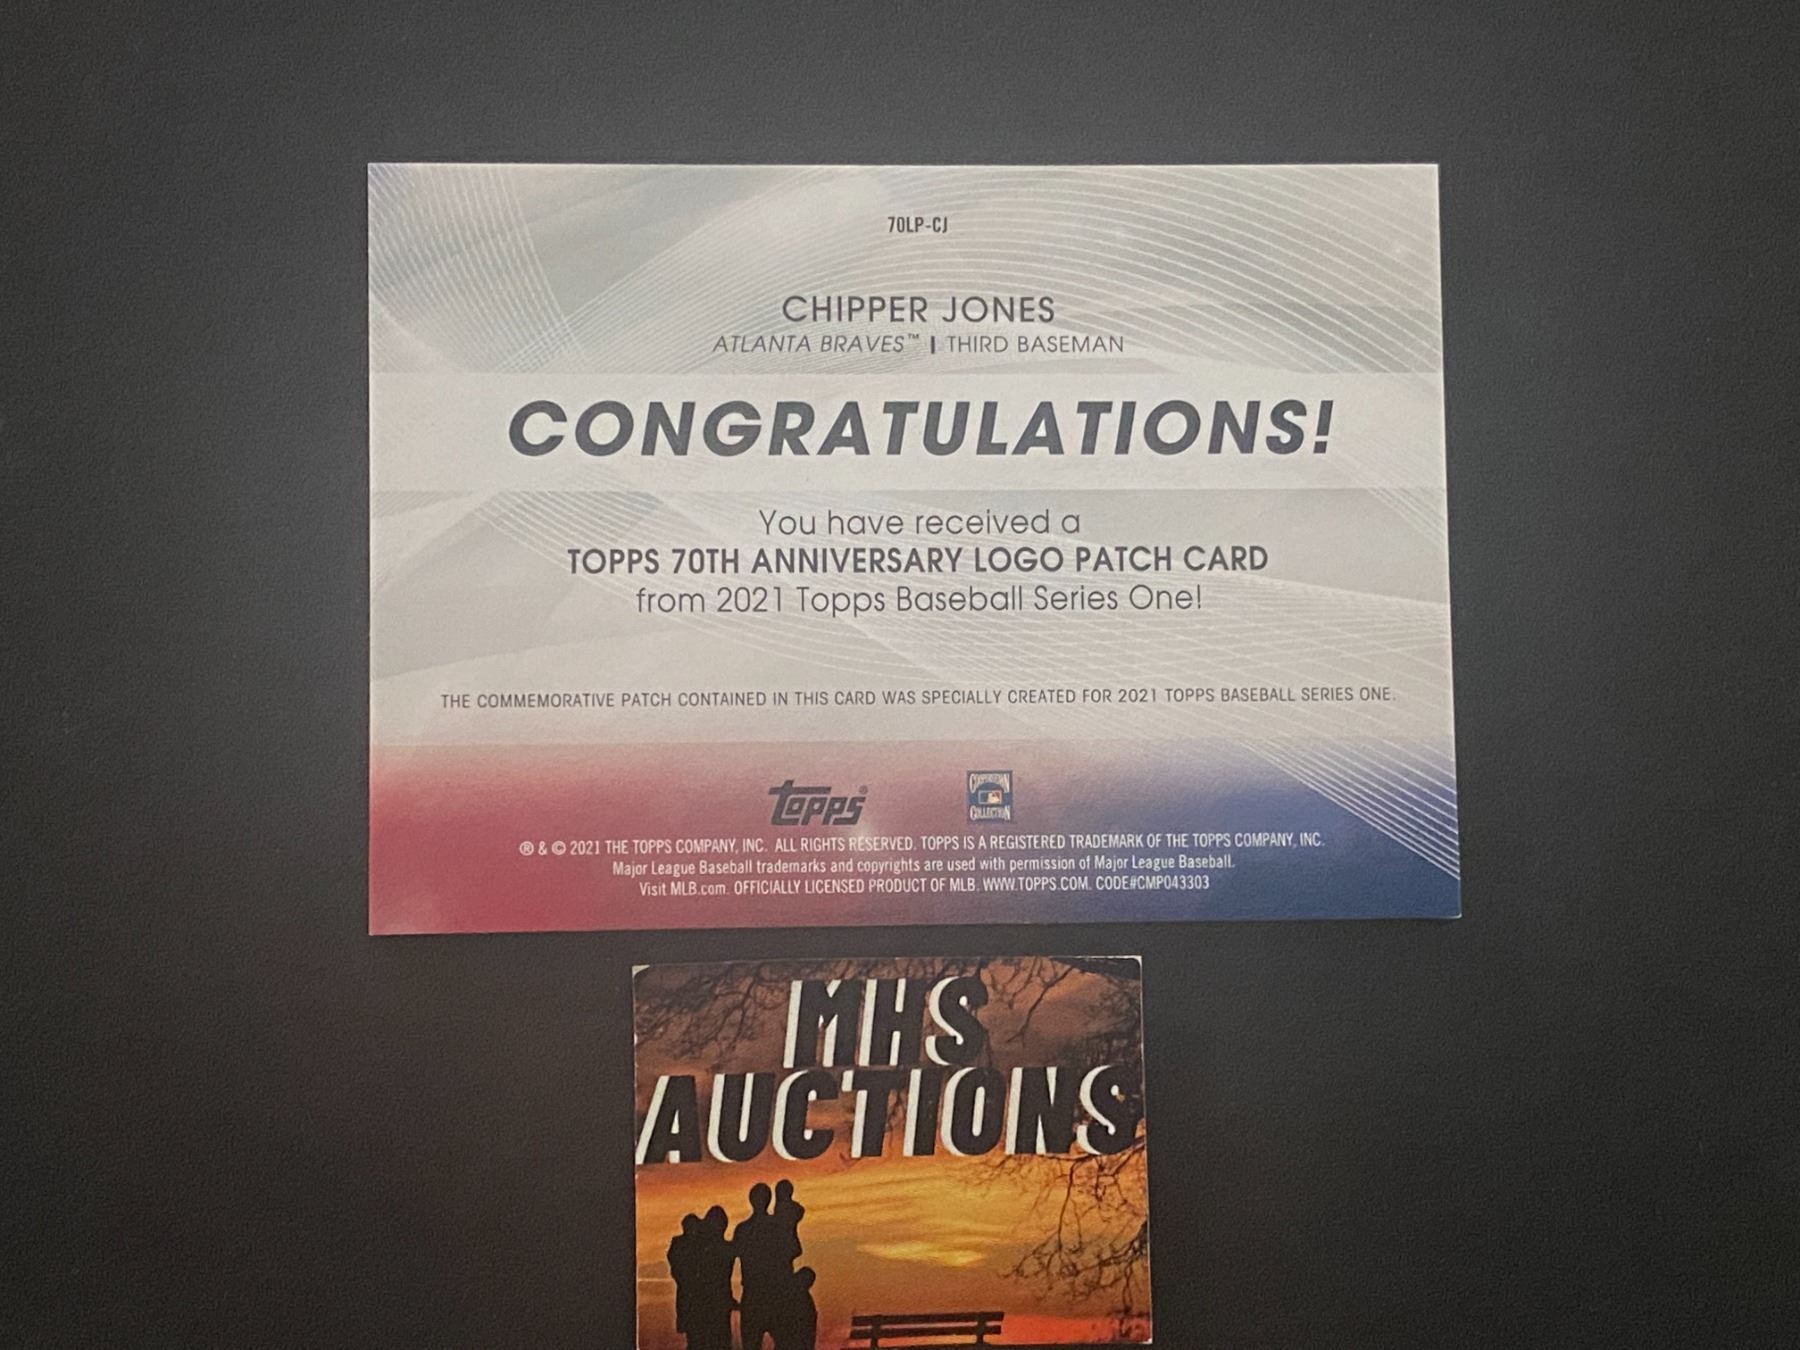 70LP-CJ
CHIPPER JONES
ATLANTA BRAVES™ | THIRD BASEMAN
CONGRATULATIONS!
You have received a
TOPPS 70TH ANNIVERSARY LOGO PATCH CARD
from 2021 Topps Baseball Series One!
THE COMMEMORATIVE PATCH CONTAINED IN THIS CARD WAS SPECIALLY CREATED FOR 2021 TOPPS BASEBALL SERIES ONE.
topps®
COOPERSTOWN
COLLECTION
® & © 2021 THE TOPPS COMPANY, INC. ALL RIGHTS RESERVED. TOPPS IS A REGISTERED TRADEMARK OF THE TOPPS COMPANY, INC.
Major League Baseball trademarks and copyrights are used with permission of Major League Baseball.
Visit MLB.com. OFFICIALLY LICENSED PRODUCT OF MLB. WWW.TOPPS.COM. CODE#CMP043303
MHS
AUCTIONS